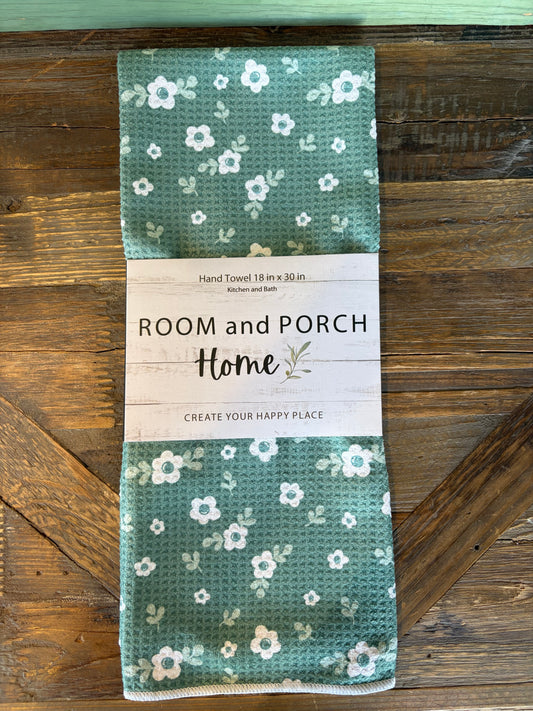 Hand Towel 18 in x 30 in
Kitchen and Bath
ROOM and PORCH
Home
CREATE YOUR HAPPY PLACE